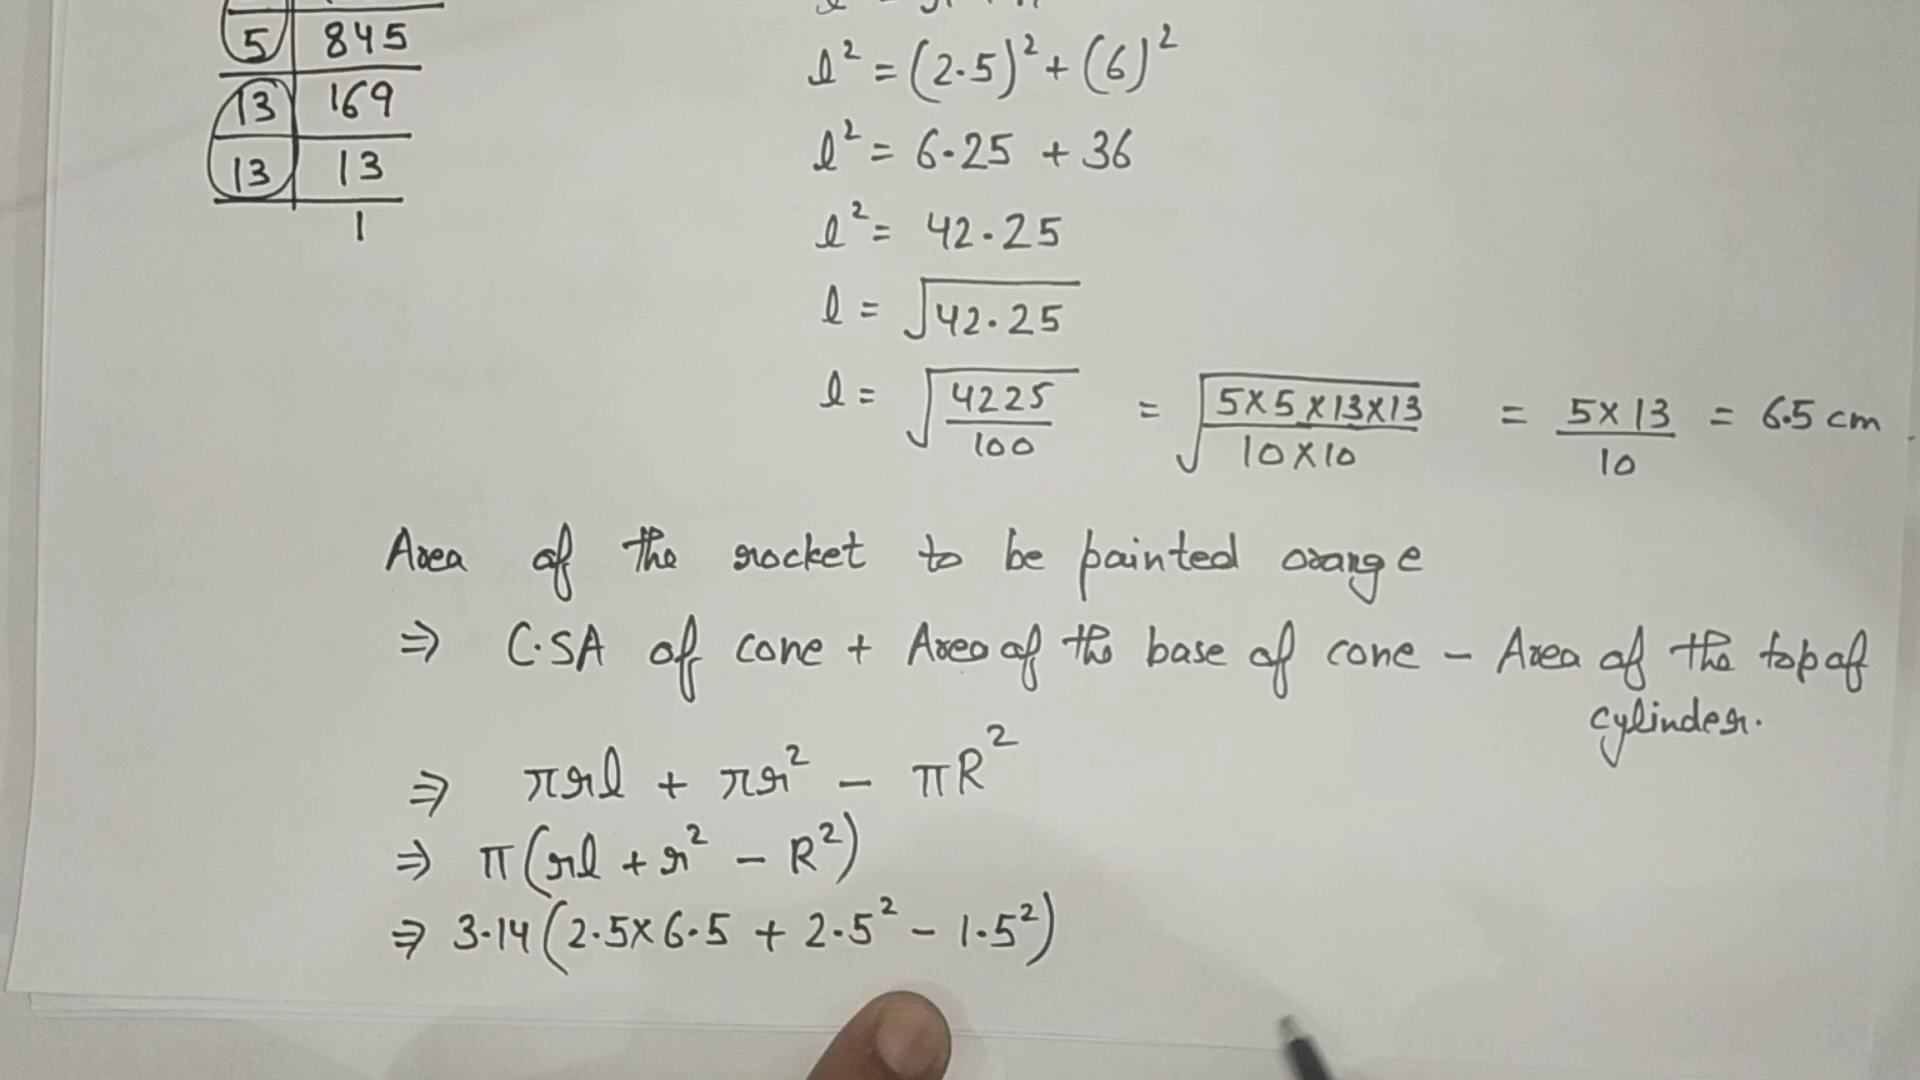 5 | 845
13 | 169
13 | 13
1
l² = (2.5)² + (6)²
l² = 6.25 + 36
l² = 42.25
l = √42.25
l = √(4225/100) = √(5×5×13×13/10×10) = 5×13/10 = 6.5 cm
Area of the rocket to be painted orange
⇒ C.SA of cone + Area of the base of cone – Area of the top of
cylinder.
⇒ πrl + πr² – πR²
⇒ π(rl + r² – R²)
⇒ 3.14(2.5×6.5 + 2.5² – 1.5²)